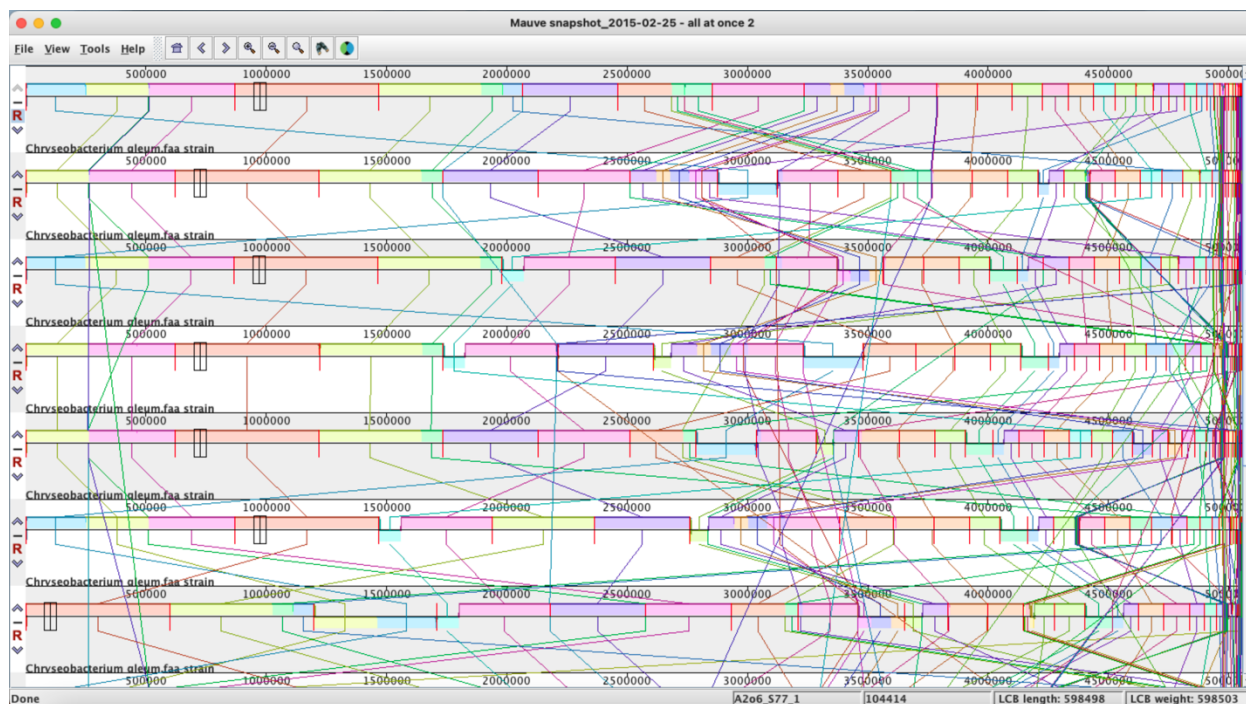 Mauve snapshot_2015-02-25 - all at once 2
File View Tools Help
500000 1000000 1500000 2000000 2500000 3000000 3500000 4000000 4500000
R
Chryseobacterium gleum.faa strain
500000 1000000 1500000 2000000 2500000 3000000 3500000 4000000 4500000
R
Chryseobacterium gleum.faa strain
500000 1000000 1500000 2000000 2500000 3000000 3500000 4000000 4500000
R
Chryseobacterium gleum.faa strain
500000 1000000 1500000 2000000 2500000 3000000 3500000 4000000 4500000
R
Chryseobacterium gleum.faa strain
500000 1000000 1500000 2000000 2500000 3000000 3500000 4000000 4500000
R
Chryseobacterium gleum.faa strain
500000 1000000 1500000 2000000 2500000 3000000 3500000 4000000 4500000
R
Chryseobacterium gleum.faa strain
500000 1000000 1500000 2000000 2500000 3000000 3500000 4000000 4500000
R
Chryseobacterium gleum.faa strain
500000 1000000 1500000 2000000 2500000 3000000 3500000 4000000 4500000
Done A2o6_S77_1 104414 LCB length: 598498 LCB weight: 598503